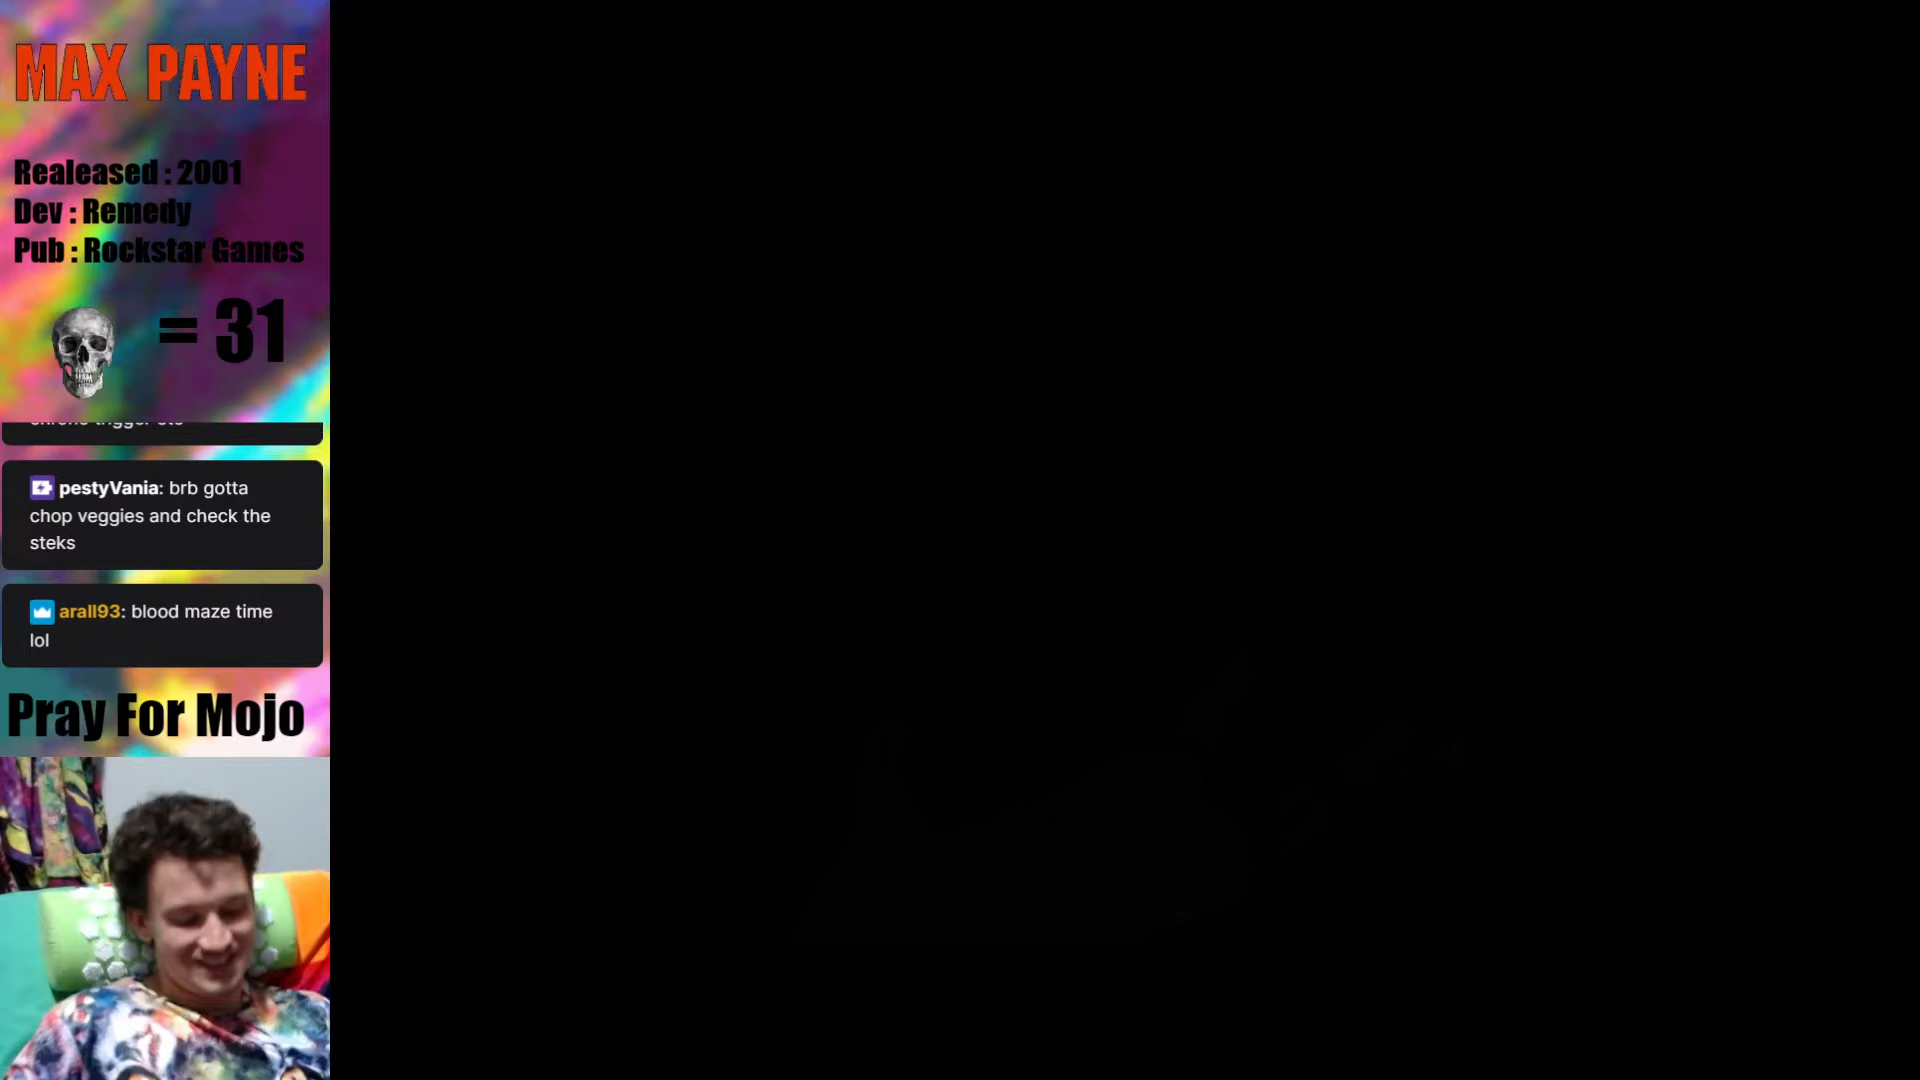 MAX PAYNE
Realeased : 2001
Dev : Remedy
Pub : Rockstar Games
= 31
pestyVania: brb gotta
chop veggies and check the
steks
arall93: blood maze time
lol
Pray For Mojo